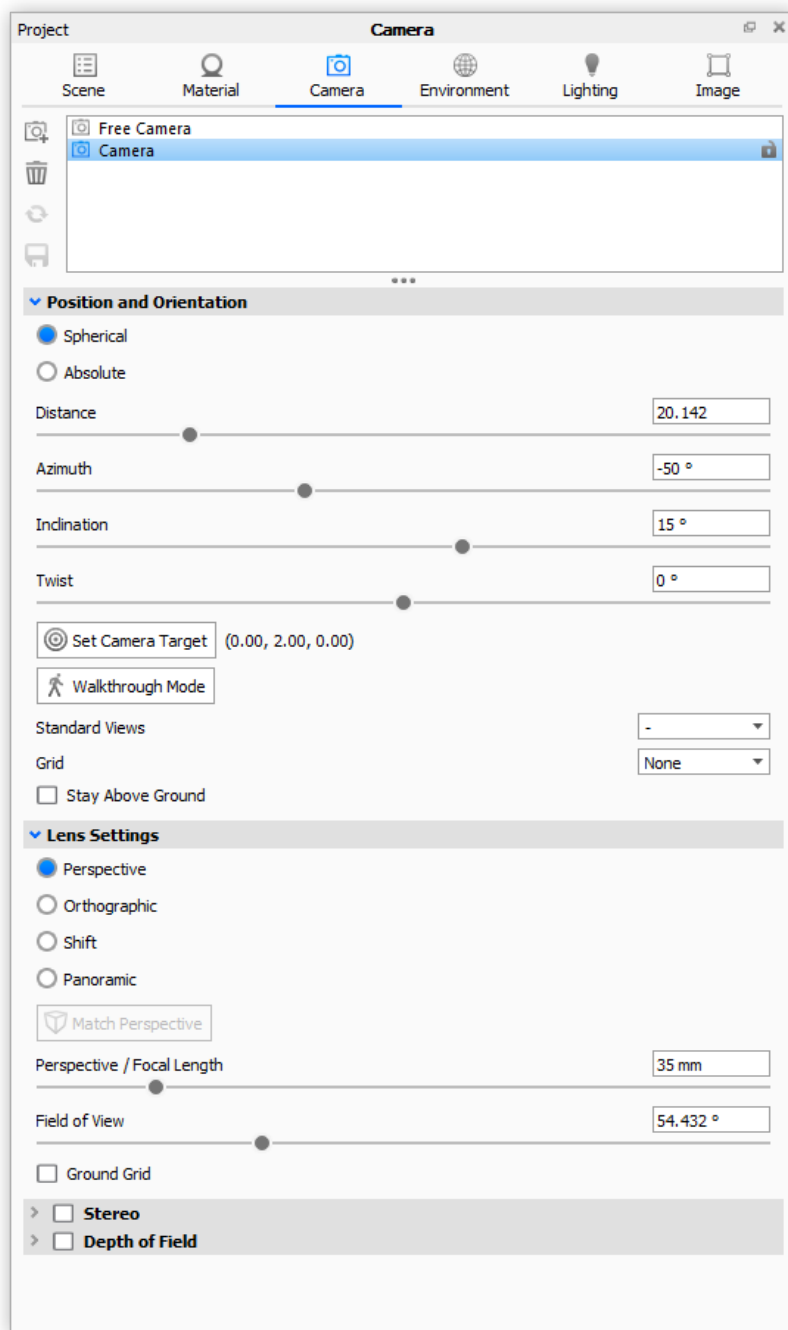 Project Camera
Scene Material Camera Environment Lighting Image
Free Camera
Camera
Position and Orientation
Spherical
Absolute
Distance 20.142
Azimuth -50 °
Inclination 15 °
Twist 0 °
Set Camera Target (0.00, 2.00, 0.00)
Walkthrough Mode
Standard Views -
Grid None
Stay Above Ground
Lens Settings
Perspective
Orthographic
Shift
Panoramic
Match Perspective
Perspective / Focal Length 35 mm
Field of View 54.432 °
Ground Grid
Stereo
Depth of Field